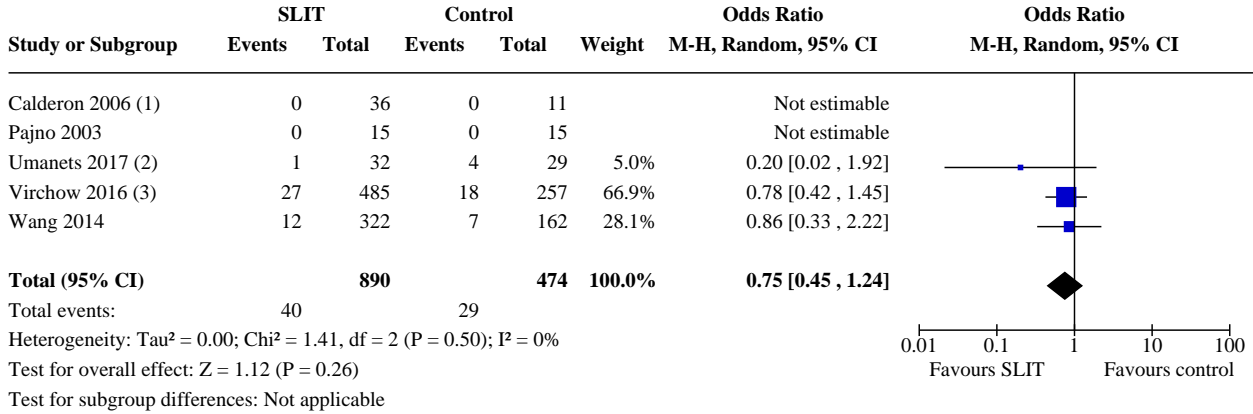 SLIT Control Odds Ratio Odds Ratio
Study or Subgroup Events Total Events Total Weight M-H, Random, 95% CI M-H, Random, 95% CI
Calderon 2006 (1) 0 36 0 11 Not estimable
Pajno 2003 0 15 0 15 Not estimable
Umanets 2017 (2) 1 32 4 29 5.0% 0.20 [0.02 , 1.92]
Virchow 2016 (3) 27 485 18 257 66.9% 0.78 [0.42 , 1.45]
Wang 2014 12 322 7 162 28.1% 0.86 [0.33 , 2.22]
Total (95% CI) 890 474 100.0% 0.75 [0.45 , 1.24]
Total events: 40 29
Heterogeneity: Tau² = 0.00; Chi² = 1.41, df = 2 (P = 0.50); I² = 0%
Test for overall effect: Z = 1.12 (P = 0.26)
Test for subgroup differences: Not applicable
0.01 0.1 1 10 100
Favours SLIT Favours control